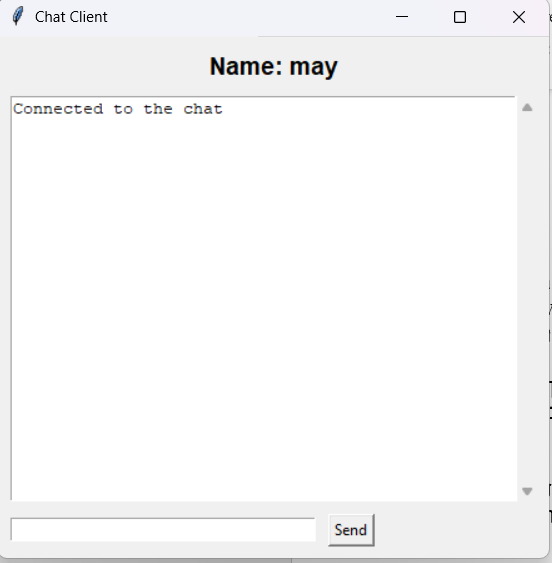 Chat Client
Name: may
Connected to the chat
Send